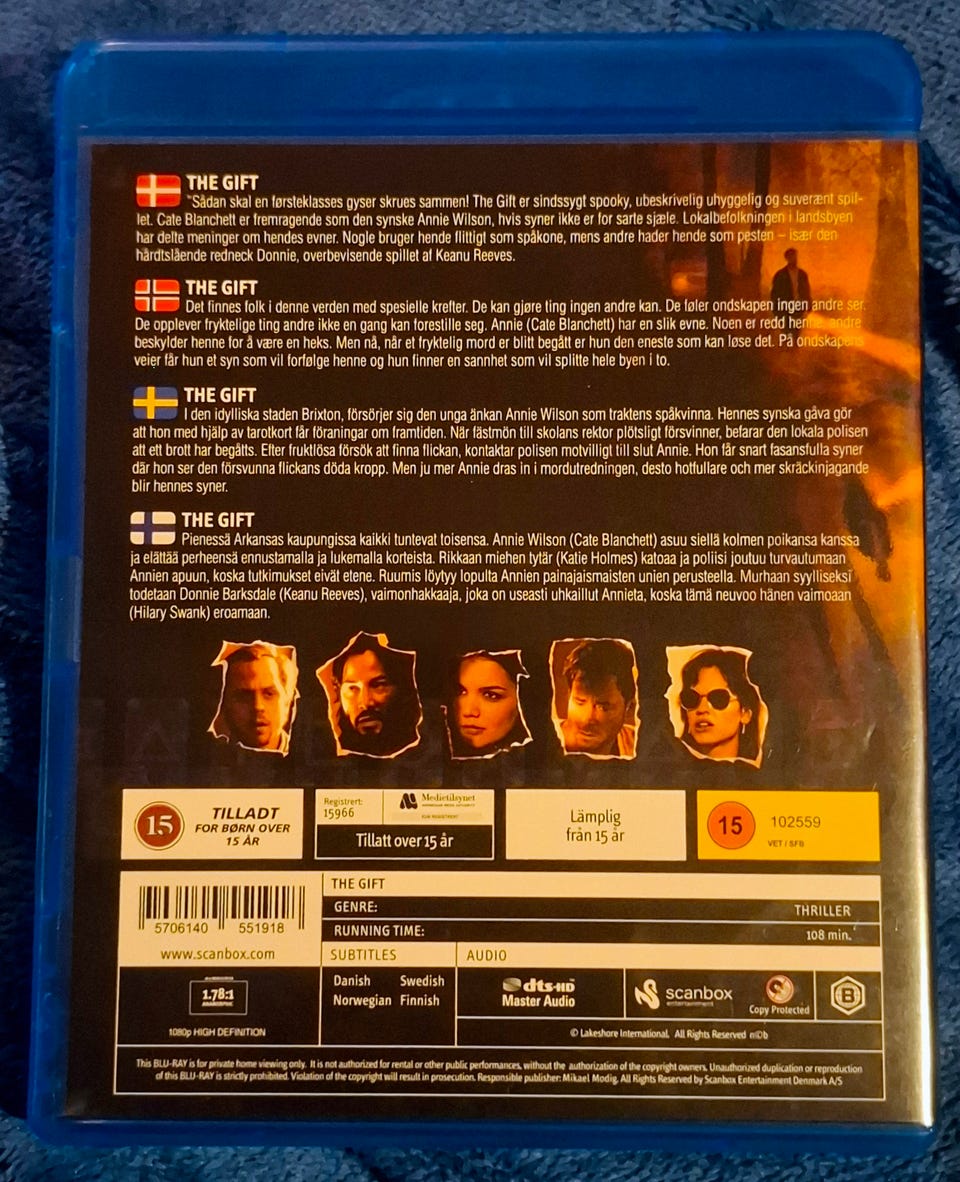 THE GIFT
"Sådan skal en førsteklasses gyser skrues sammen! The Gift er sindssygt spooky, ubeskrivelig uhyggelig og suverænt spil-
let. Cate Blanchett er fremragende som den synske Annie Wilson, hvis syner ikke er for sarte sjæle. Lokalbefolkningen i landsbyen
har delte meninger om hendes evner. Nogle bruger hende flittigt som spåkone, mens andre hader hende som pesten – især den
hårdtslående redneck Donnie, overbevisende spillet af Keanu Reeves.
THE GIFT
Det finnes folk i denne verden med spesielle krefter. De kan gjøre ting ingen andre kan. De føler ondskapen ingen andre ser.
De opplever fryktelige ting andre ikke en gang kan forestille seg. Annie (Cate Blanchett) har en slik evne. Noen er redd henne, andre
beskylder henne for å være en heks. Men nå, når et fryktelig mord er blitt begått er hun den eneste som kan løse det. På ondskapens
veier får hun et syn som vil forfølge henne og hun finner en sannhet som vil splitte hele byen i to.
THE GIFT
I den idylliska staden Brixton, försörjer sig den unga änkan Annie Wilson som traktens spåkvinna. Hennes synska gåva gör
att hon med hjälp av tarotkort får föraningar om framtiden. När fästmön till skolans rektor plötsligt försvinner, befarar den lokala polisen
att ett brott har begåtts. Efter fruktlösa försök att finna flickan, kontaktar polisen motvilligt till slut Annie. Hon får snart fasansfulla syner
där hon ser den försvunna flickans döda kropp. Men ju mer Annie dras in i mordutredningen, desto hotfullare och mer skräckinjagande
blir hennes syner.
THE GIFT
Pienessä Arkansas kaupungissa kaikki tuntevat toisensa. Annie Wilson (Cate Blanchett) asuu siellä kolmen poikansa kanssa
ja elättää perheensä ennustamalla ja lukemalla korteista. Rikkaan miehen tytär (Katie Holmes) katoaa ja poliisi joutuu turvautumaan
Annien apuun, koska tutkimukset eivät etene. Ruumis löytyy lopulta Annien painajaismaisten unien perusteella. Murhaan syylliseksi
todetaan Donnie Barksdale (Keanu Reeves), vaimonhakkaaja, joka on useasti uhkaillut Annieta, koska tämä neuvoo hänen vaimoaan
(Hilary Swank) eroamaan.
15 TILLADT
FOR BØRN OVER
15 ÅR
Registrert:
15966
Medietilsynet
Tillatt over 15 år
Lämplig
från 15 år
15 102559
VET / SFB
5706140 551918
www.scanbox.com
THE GIFT
GENRE: THRILLER
RUNNING TIME: 108 min.
SUBTITLES AUDIO
Danish Swedish
Norwegian Finnish
dts-HD
Master Audio
scanbox
entertainment
Copy Protected
B
1.78:1
1080p HIGH DEFINITION
© Lakeshore International. All Rights Reserved
This BLU-RAY is for private home viewing only. It is not authorized for rental or other public performances, without the authorization of the copyright owners. Unauthorized duplication or reproduction
of this BLU-RAY is strictly prohibited. Violation of the copyright will result in prosecution. Responsible publisher: Mikael Modig. All Rights Reserved by Scanbox Entertainment Denmark A/S